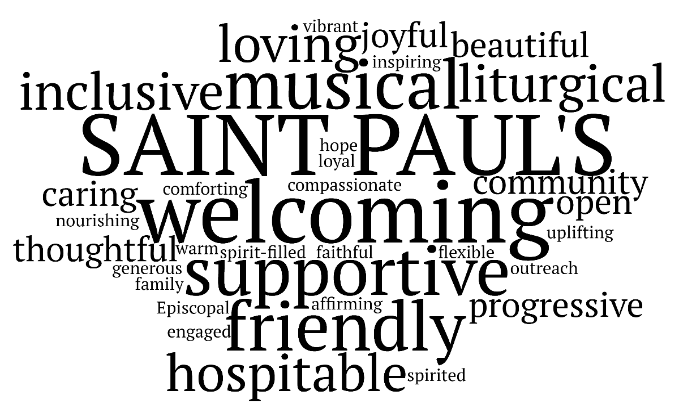 vibrant
loving joyful beautiful
inspiring
inclusive musical liturgical
SAINT PAUL'S
hope
loyal
caring comforting compassionate community
nourishing welcoming open
uplifting
thoughtful warm spirit-filled faithful flexible
generous supportive outreach
family
Episcopal affirming progressive
engaged friendly
hospitable spirited